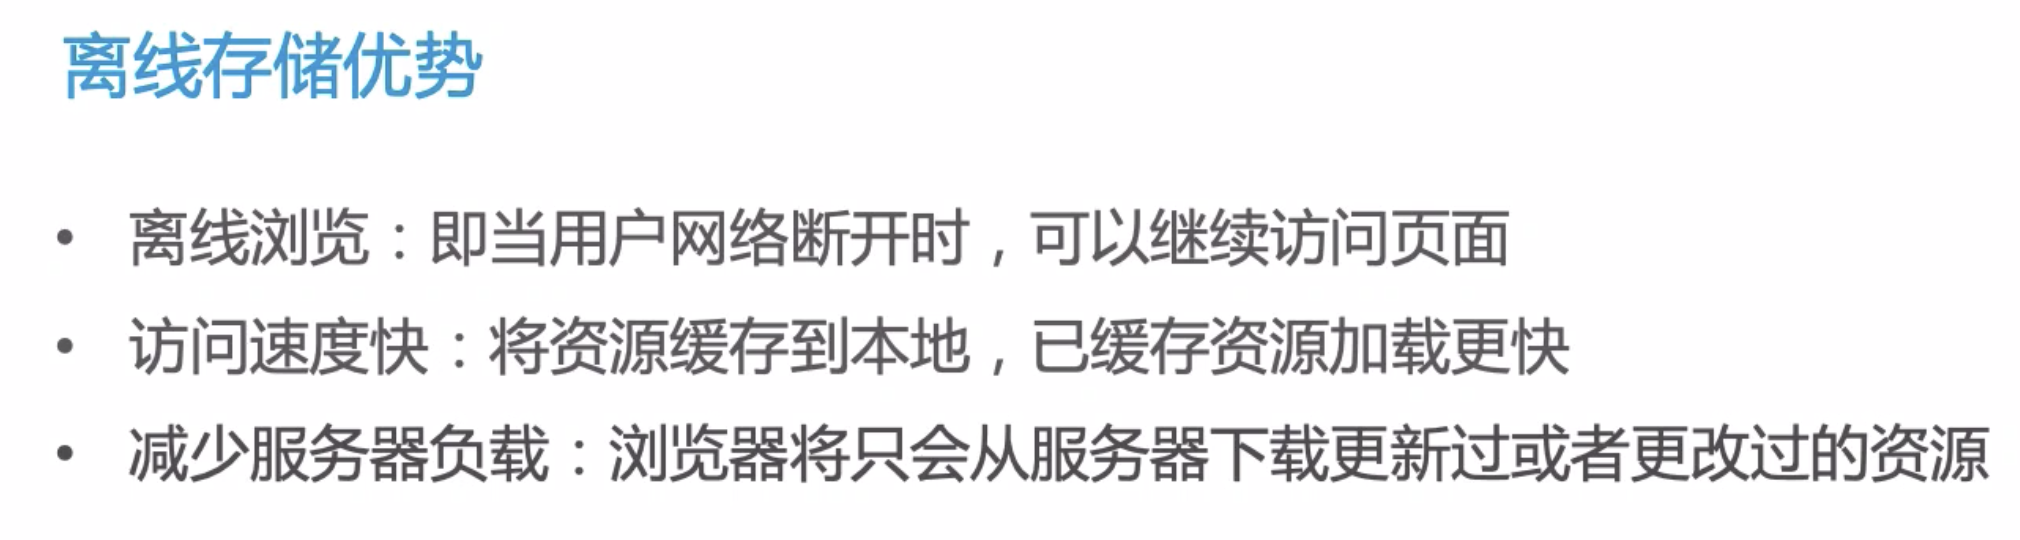 离线存储优势
• 离线浏览：即当用户网络断开时，可以继续访问页面
• 访问速度快：将资源缓存到本地，已缓存资源加载更快
• 减少服务器负载：浏览器将只会从服务器下载更新过或者更改过的资源